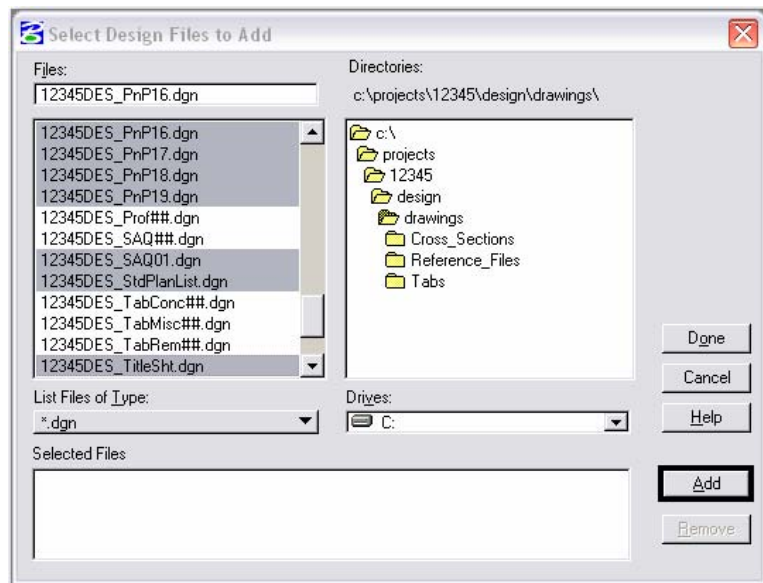 Select Design Files to Add
Files:
12345DES_PnP16.dgn
12345DES_PnP16.dgn
12345DES_PnP17.dgn
12345DES_PnP18.dgn
12345DES_PnP19.dgn
12345DES_Prof##.dgn
12345DES_SAQ##.dgn
12345DES_SAQ01.dgn
12345DES_StdPlanList.dgn
12345DES_TabConc##.dgn
12345DES_TabMisc##.dgn
12345DES_TabRem##.dgn
12345DES_TitleSht.dgn
List Files of Type:
*.dgn
Directories:
c:\projects\12345\design\drawings\
c:\
projects
12345
design
drawings
Cross_Sections
Reference_Files
Tabs
Drives:
C:
Done
Cancel
Help
Selected Files
Add
Remove